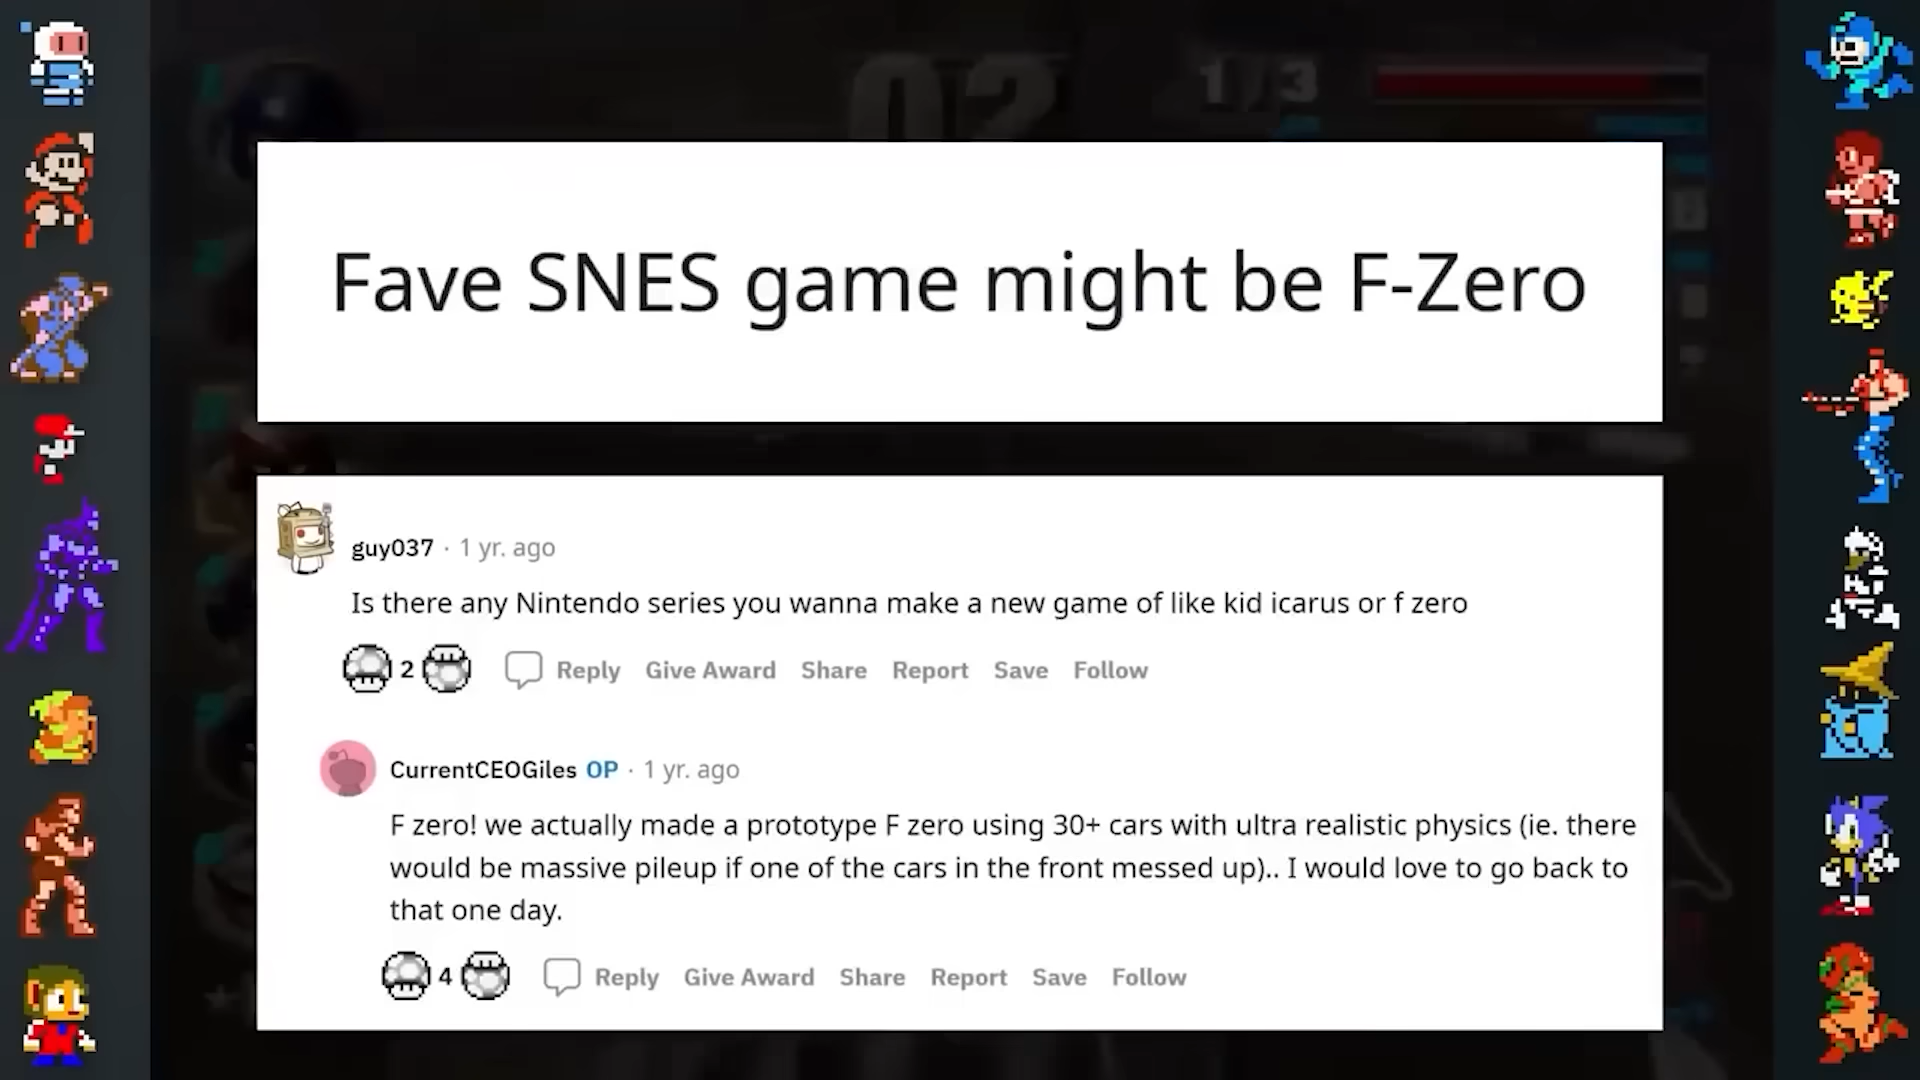 02
1/3
Fave SNES game might be F-Zero
guy037 · 1 yr. ago
Is there any Nintendo series you wanna make a new game of like kid icarus or f zero
2 Reply Give Award Share Report Save Follow
CurrentCEOGiles OP · 1 yr. ago
F zero! we actually made a prototype F zero using 30+ cars with ultra realistic physics (ie. there
would be massive pileup if one of the cars in the front messed up).. I would love to go back to
that one day.
4 Reply Give Award Share Report Save Follow